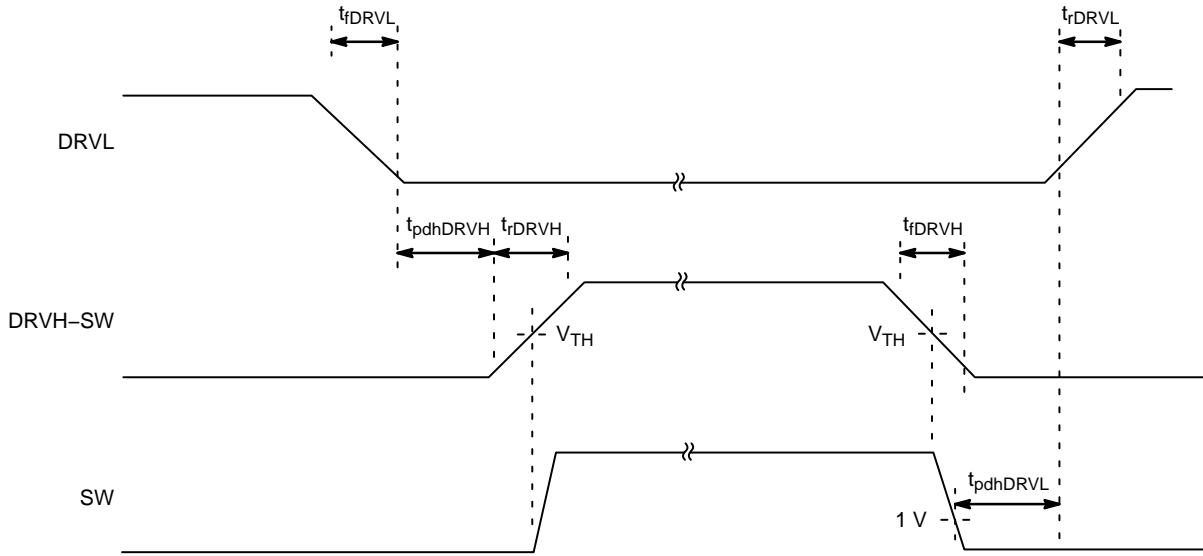 tfDRVL
trDRVL
DRVL
tpdhDRVH
trDRVH
tfDRVH
DRVH–SW
VTH
VTH
SW
tpdhDRVL
1 V